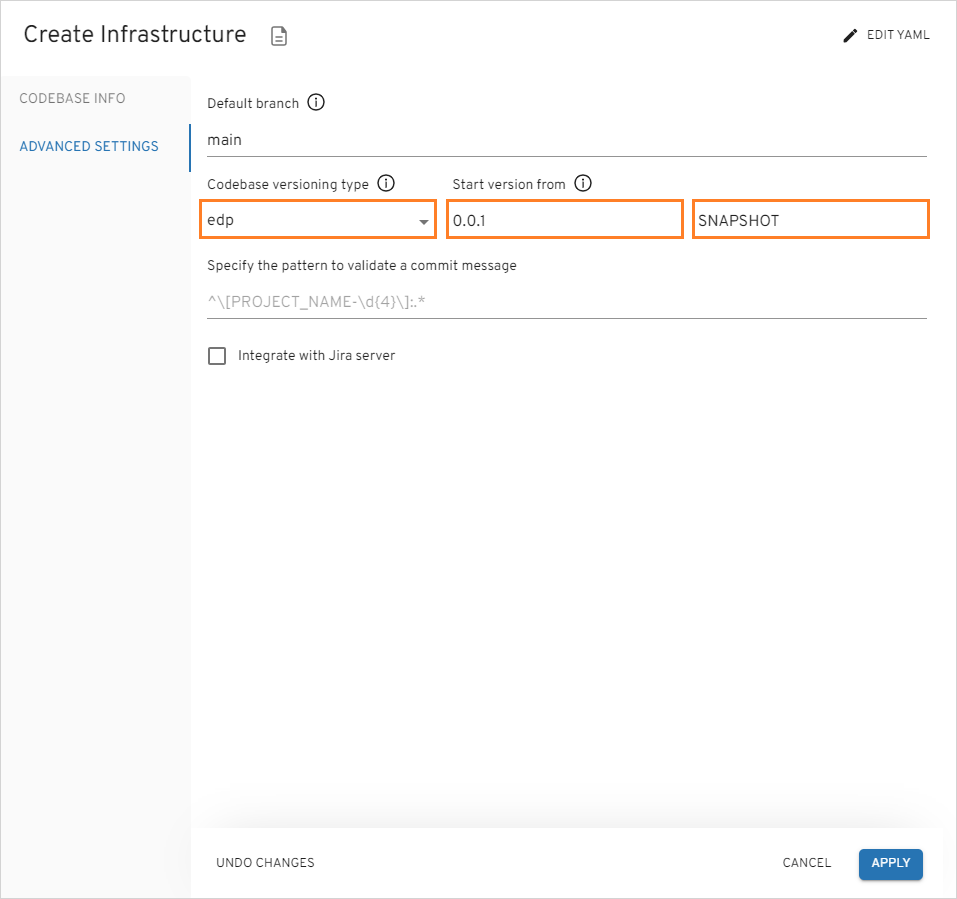 Create Infrastructure
EDIT YAML
CODEBASE INFO
ADVANCED SETTINGS
Default branch
main
Codebase versioning type
Start version from
edp
0.0.1
SNAPSHOT
Specify the pattern to validate a commit message
^\[PROJECT_NAME-\d{4}\]:.*
Integrate with Jira server
UNDO CHANGES
CANCEL
APPLY